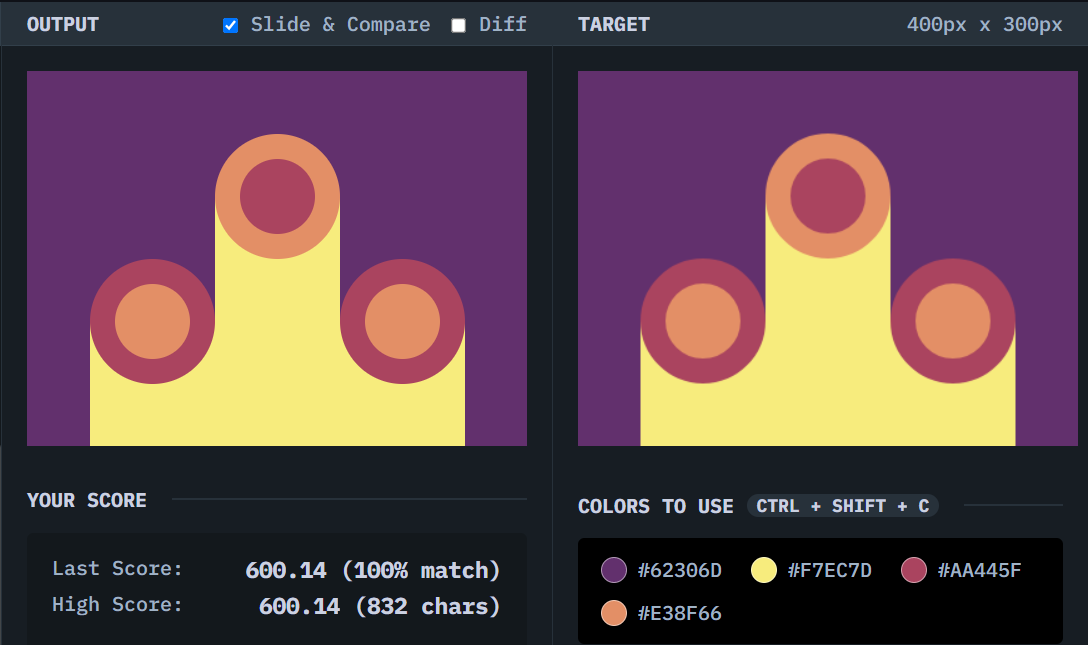 OUTPUT
Slide & Compare
Diff
TARGET
400px x 300px
YOUR SCORE
Last Score: 600.14 (100% match)
High Score: 600.14 (832 chars)
COLORS TO USE CTRL + SHIFT + C
#62306D #F7EC7D #AA445F
#E38F66